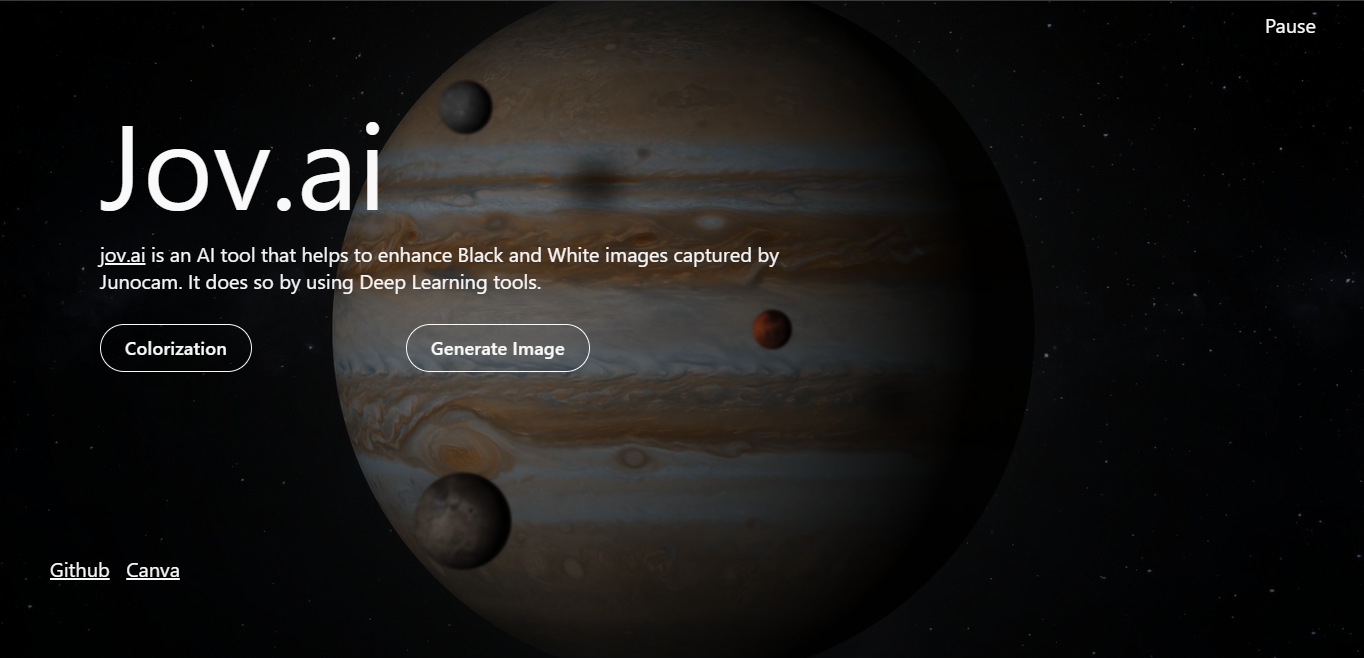 Pause
Jov.ai
jov.ai is an AI tool that helps to enhance Black and White images captured by
Junocam. It does so by using Deep Learning tools.
Colorization
Generate Image
Github
Canva